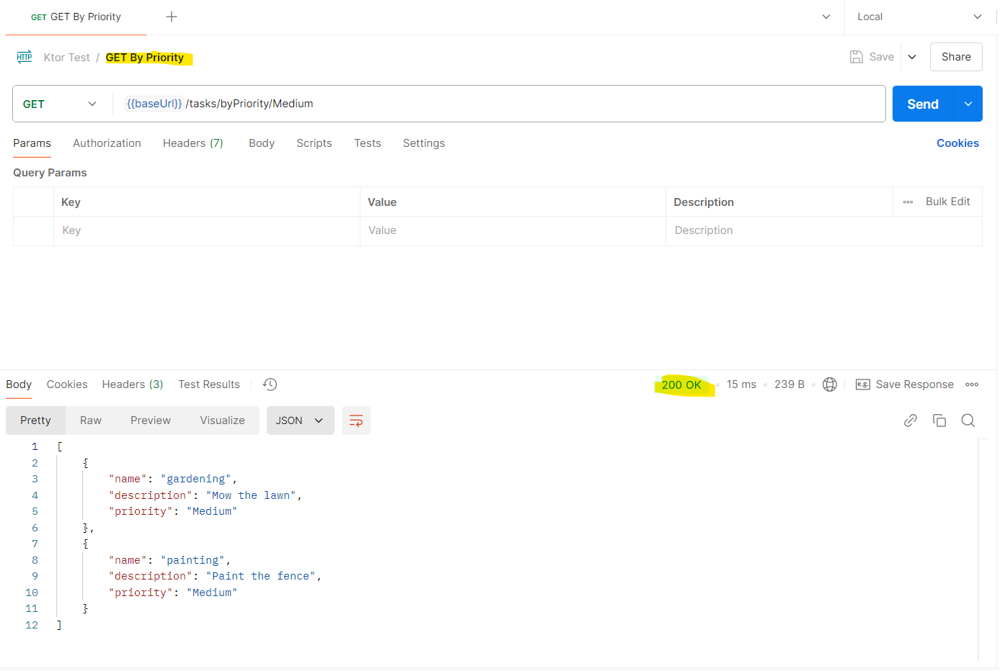 GET GET By Priority
Local
HTTP Ktor Test / GET By Priority
Save
Share
GET
{{baseUrl}} /tasks/byPriority/Medium
Send
Params Authorization Headers (7) Body Scripts Tests Settings
Cookies
Query Params
Key Value Description Bulk Edit
Key Value Description
Body Cookies Headers (3) Test Results
200 OK 15 ms 239 B e.g. Save Response
Pretty Raw Preview Visualize JSON
1 [
2 {
3 "name": "gardening",
4 "description": "Mow the lawn",
5 "priority": "Medium"
6 },
7 {
8 "name": "painting",
9 "description": "Paint the fence",
10 "priority": "Medium"
11 }
12 ]